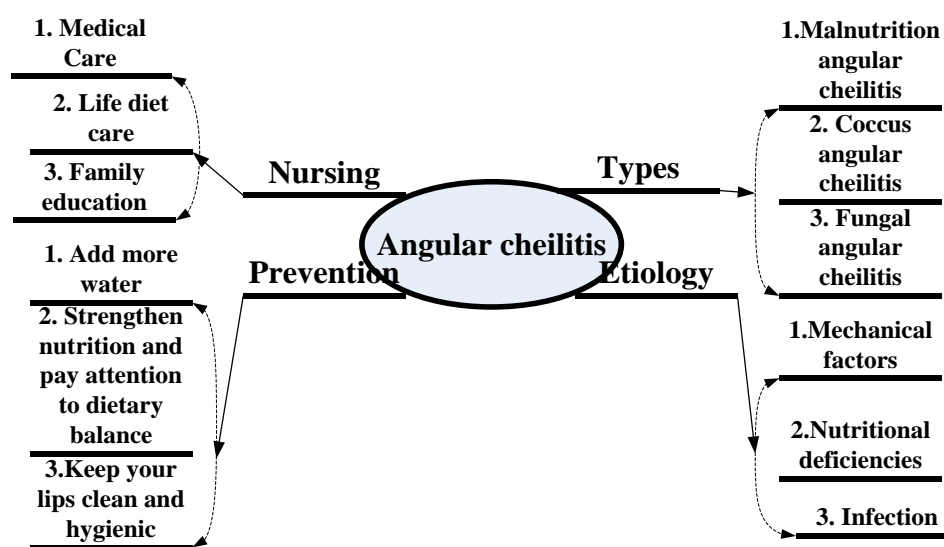 1. Medical
Care
2. Life diet
care
3. Family
education
Nursing
1. Add more
water
2. Strengthen
nutrition and
pay attention
to dietary
balance
3.Keep your
lips clean and
hygienic
Prevention
Angular cheilitis
Types
1.Malnutrition
angular
cheilitis
2. Coccus
angular
cheilitis
3. Fungal
angular
cheilitis
Etiology
1.Mechanical
factors
2.Nutritional
deficiencies
3. Infection